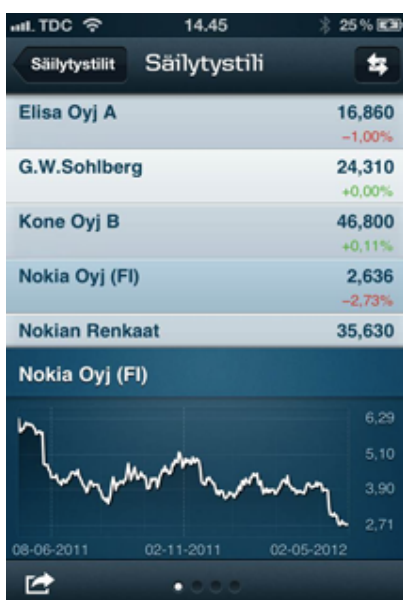 TDC 14.45 25%
Säilytystilit Säilytystili
Elisa Oyj A 16,860
−1,00%
G.W.Sohlberg 24,310
+0,00%
Kone Oyj B 46,800
+0,11%
Nokia Oyj (FI) 2,636
−2,73%
Nokian Renkaat 35,630
Nokia Oyj (FI)
6,29
5,10
3,90
2,71
08-06-2011 02-11-2011 02-05-2012